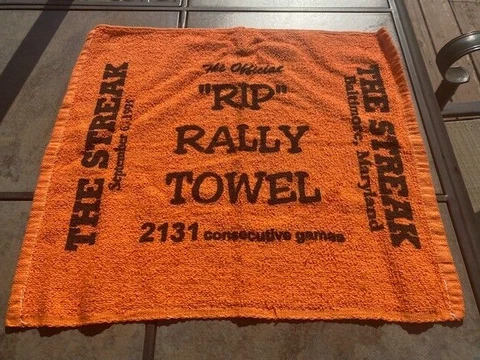 THE STREAK
September 6, 1995
The Official
"RIP"
RALLY
TOWEL
2131 consecutive games
THE STREAK
Baltimore, Maryland